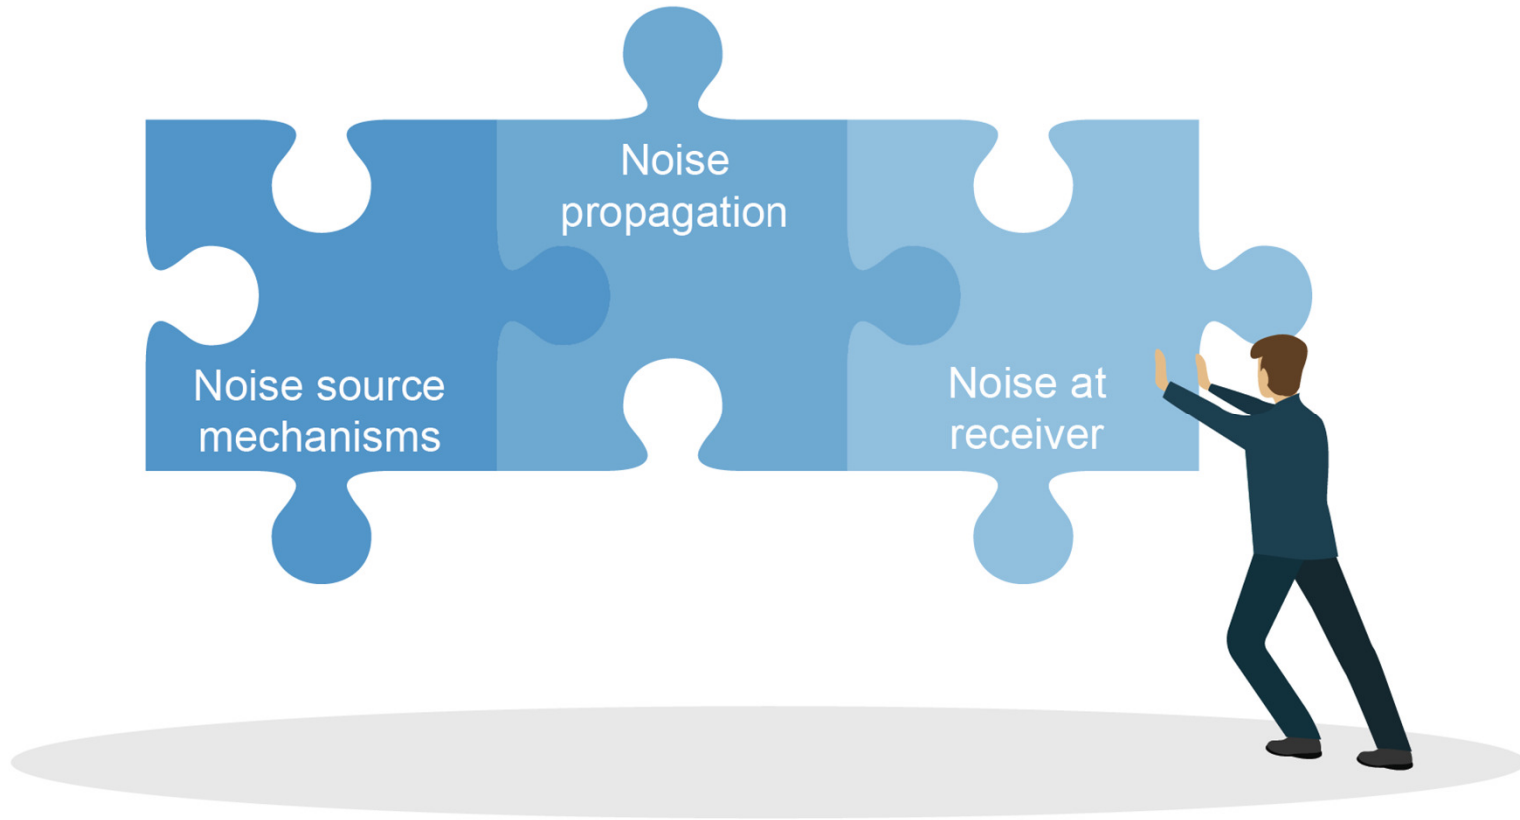 Noise source
mechanisms
Noise
propagation
Noise at
receiver